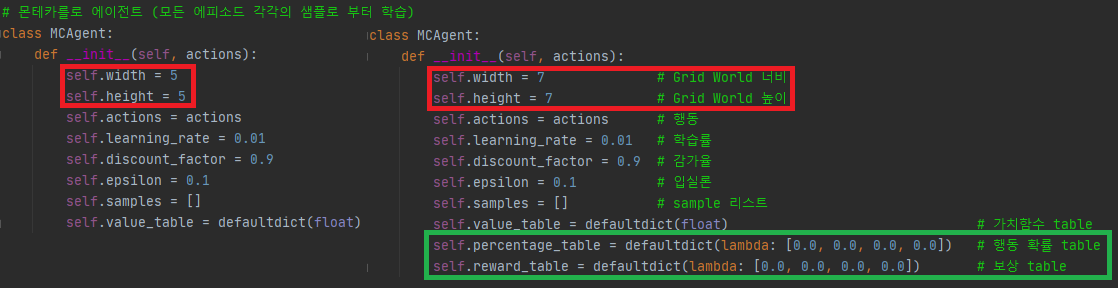 # 몬테카를로 에이전트 (모든 에피소드 각각의 샘플로 부터 학습)
class MCAgent:
def __init__(self, actions):
self.width = 5
self.height = 5
self.actions = actions
self.learning_rate = 0.01
self.discount_factor = 0.9
self.epsilon = 0.1
self.samples = []
self.value_table = defaultdict(float)
class MCAgent:
def __init__(self, actions):
self.width = 7 # Grid World 너비
self.height = 7 # Grid World 높이
self.actions = actions # 행동
self.learning_rate = 0.01 # 학습률
self.discount_factor = 0.9 # 감가율
self.epsilon = 0.1 # 입실론
self.samples = [] # sample 리스트
self.value_table = defaultdict(float) # 가치함수 table
self.percentage_table = defaultdict(lambda: [0.0, 0.0, 0.0, 0.0]) # 행동 확률 table
self.reward_table = defaultdict(lambda: [0.0, 0.0, 0.0, 0.0]) # 보상 table